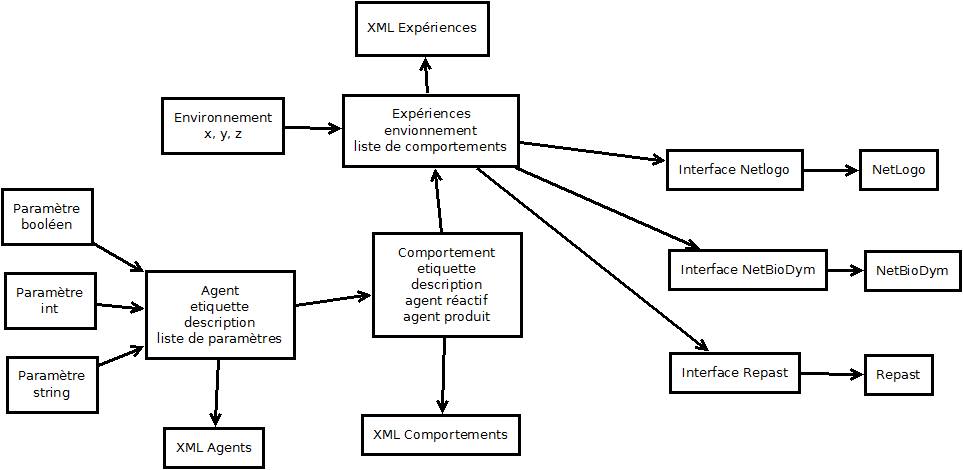 XML Expériences
Environnement
x, y, z
Expériences
envionnement
liste de comportements
Interface Netlogo
NetLogo
Paramètre
booléen
Comportement
etiquette
description
agent réactif
agent produit
Interface NetBioDym
NetBioDym
Paramètre
int
Agent
etiquette
description
liste de paramètres
Paramètre
string
Interface Repast
Repast
XML Agents
XML Comportements